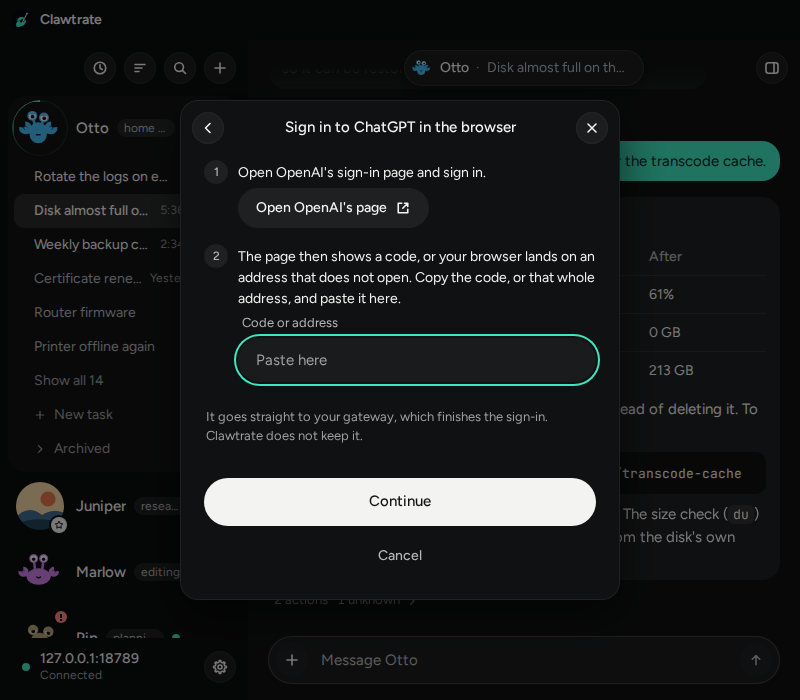 Clawtrate
Otto · Disk almost full on th...
Otto home ...
Rotate the logs on e...
Disk almost full o... 5:36
Weekly backup c... 2:34
Certificate rene... Yeste
Router firmware
Printer offline again
Show all 14
+ New task
> Archived
Juniper resea...
Marlow editing
Pip planni...
127.0.0.1:18789
Connected
the transcode cache.
After
61%
0 GB
213 GB
ead of deleting it. To
/transcode-cache
The size check ( du )
om the disk's own
2 actions · 1 unknown >
+ Message Otto
Sign in to ChatGPT in the browser
1 Open OpenAI's sign-in page and sign in.
Open OpenAI's page
2 The page then shows a code, or your browser lands on an
address that does not open. Copy the code, or that whole
address, and paste it here.
Code or address
Paste here
It goes straight to your gateway, which finishes the sign-in.
Clawtrate does not keep it.
Continue
Cancel